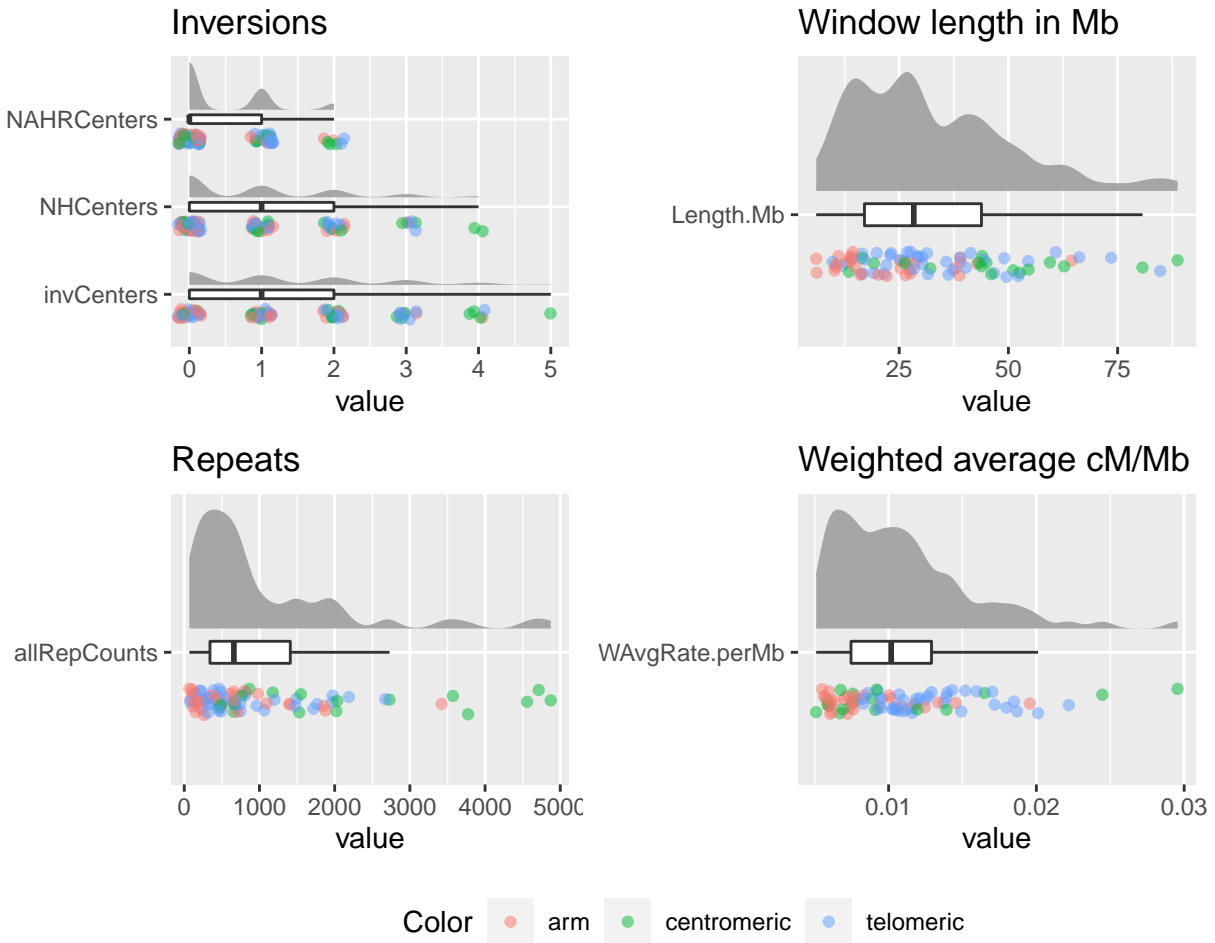 Inversions
NAHRCenters
NHCenters
invCenters
0 1 2 3 4 5
value
Window length in Mb
Length.Mb
25 50 75
value
Repeats
allRepCounts
0 1000 2000 3000 4000 5000
value
Weighted average cM/Mb
WAvgRate.perMb
0.01 0.02 0.03
value
Color arm centromeric telomeric